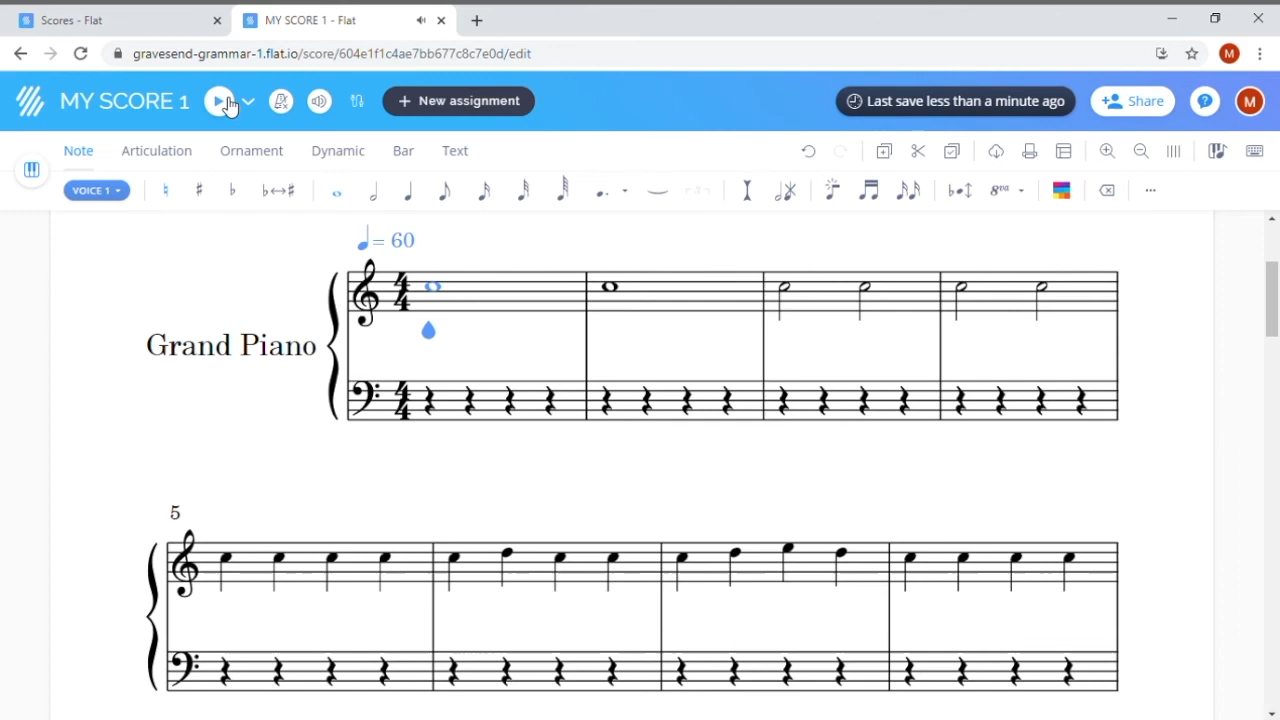 Scores - Flat
MY SCORE 1 - Flat
gravesend-grammar-1.flat.io/score/604e1f1c4ae7bb677c8c7e0d/edit
M
MY SCORE 1
+ New assignment
Last save less than a minute ago
Share
?
M
Note
Articulation
Ornament
Dynamic
Bar
Text
VOICE 1
8va
= 60
Grand Piano
5